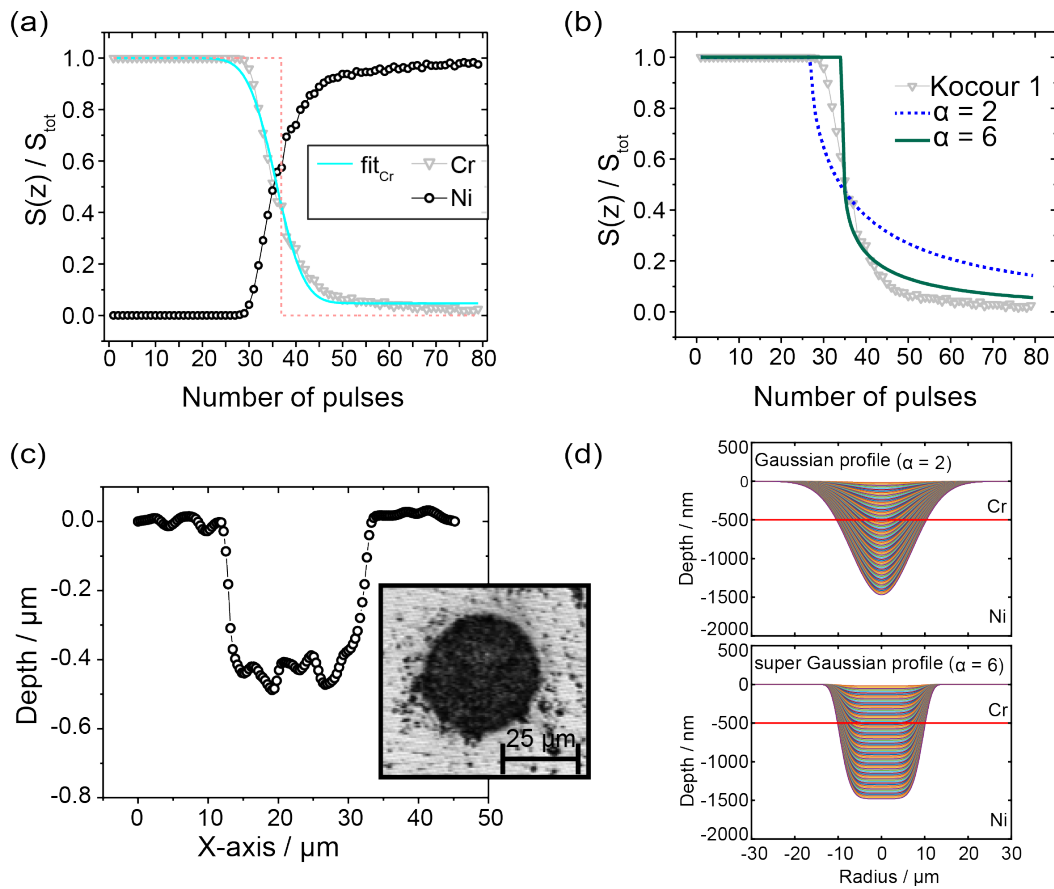 (a)
S(z) / S_tot
1.0
0.8
0.6
0.4
0.2
0.0
fit_Cr
Cr
Ni
0 10 20 30 40 50 60 70 80
Number of pulses
(b)
S(z) / S_tot
1.0
0.8
0.6
0.4
0.2
0.0
Kocour 1
α = 2
α = 6
0 10 20 30 40 50 60 70 80
Number of pulses
(c)
Depth / µm
0.0
-0.2
-0.4
-0.6
-0.8
25 µm
0 10 20 30 40 50
X-axis / µm
(d)
Depth / nm
500
0
-500
-1000
-1500
-2000
Gaussian profile (α = 2)
Cr
Ni
Depth / nm
500
0
-500
-1000
-1500
-2000
super Gaussian profile (α = 6)
Cr
Ni
-30 -20 -10 0 10 20 30
Radius / µm